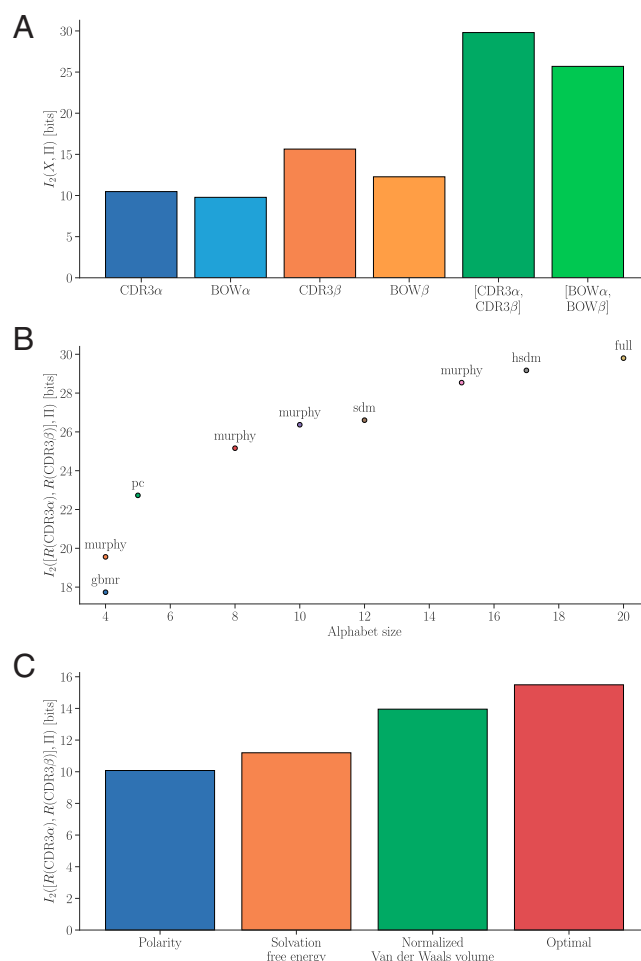 A
I₂(X, Π) [bits]
30
25
20
15
10
5
0
CDR3α
BOWα
CDR3β
BOWβ
[CDR3α,
CDR3β]
[BOWα,
BOWβ]
B
I₂([R(CDR3α), R(CDR3β)], Π) [bits]
30
28
26
24
22
20
18
full
hsdm
murphy
sdm
murphy
murphy
pc
murphy
gbmr
4
6
8
10
12
14
16
18
20
Alphabet size
C
I₂([R(CDR3α), R(CDR3β)], Π) [bits]
16
14
12
10
8
6
4
2
0
Polarity
Solvation
free energy
Normalized
Van der Waals volume
Optimal